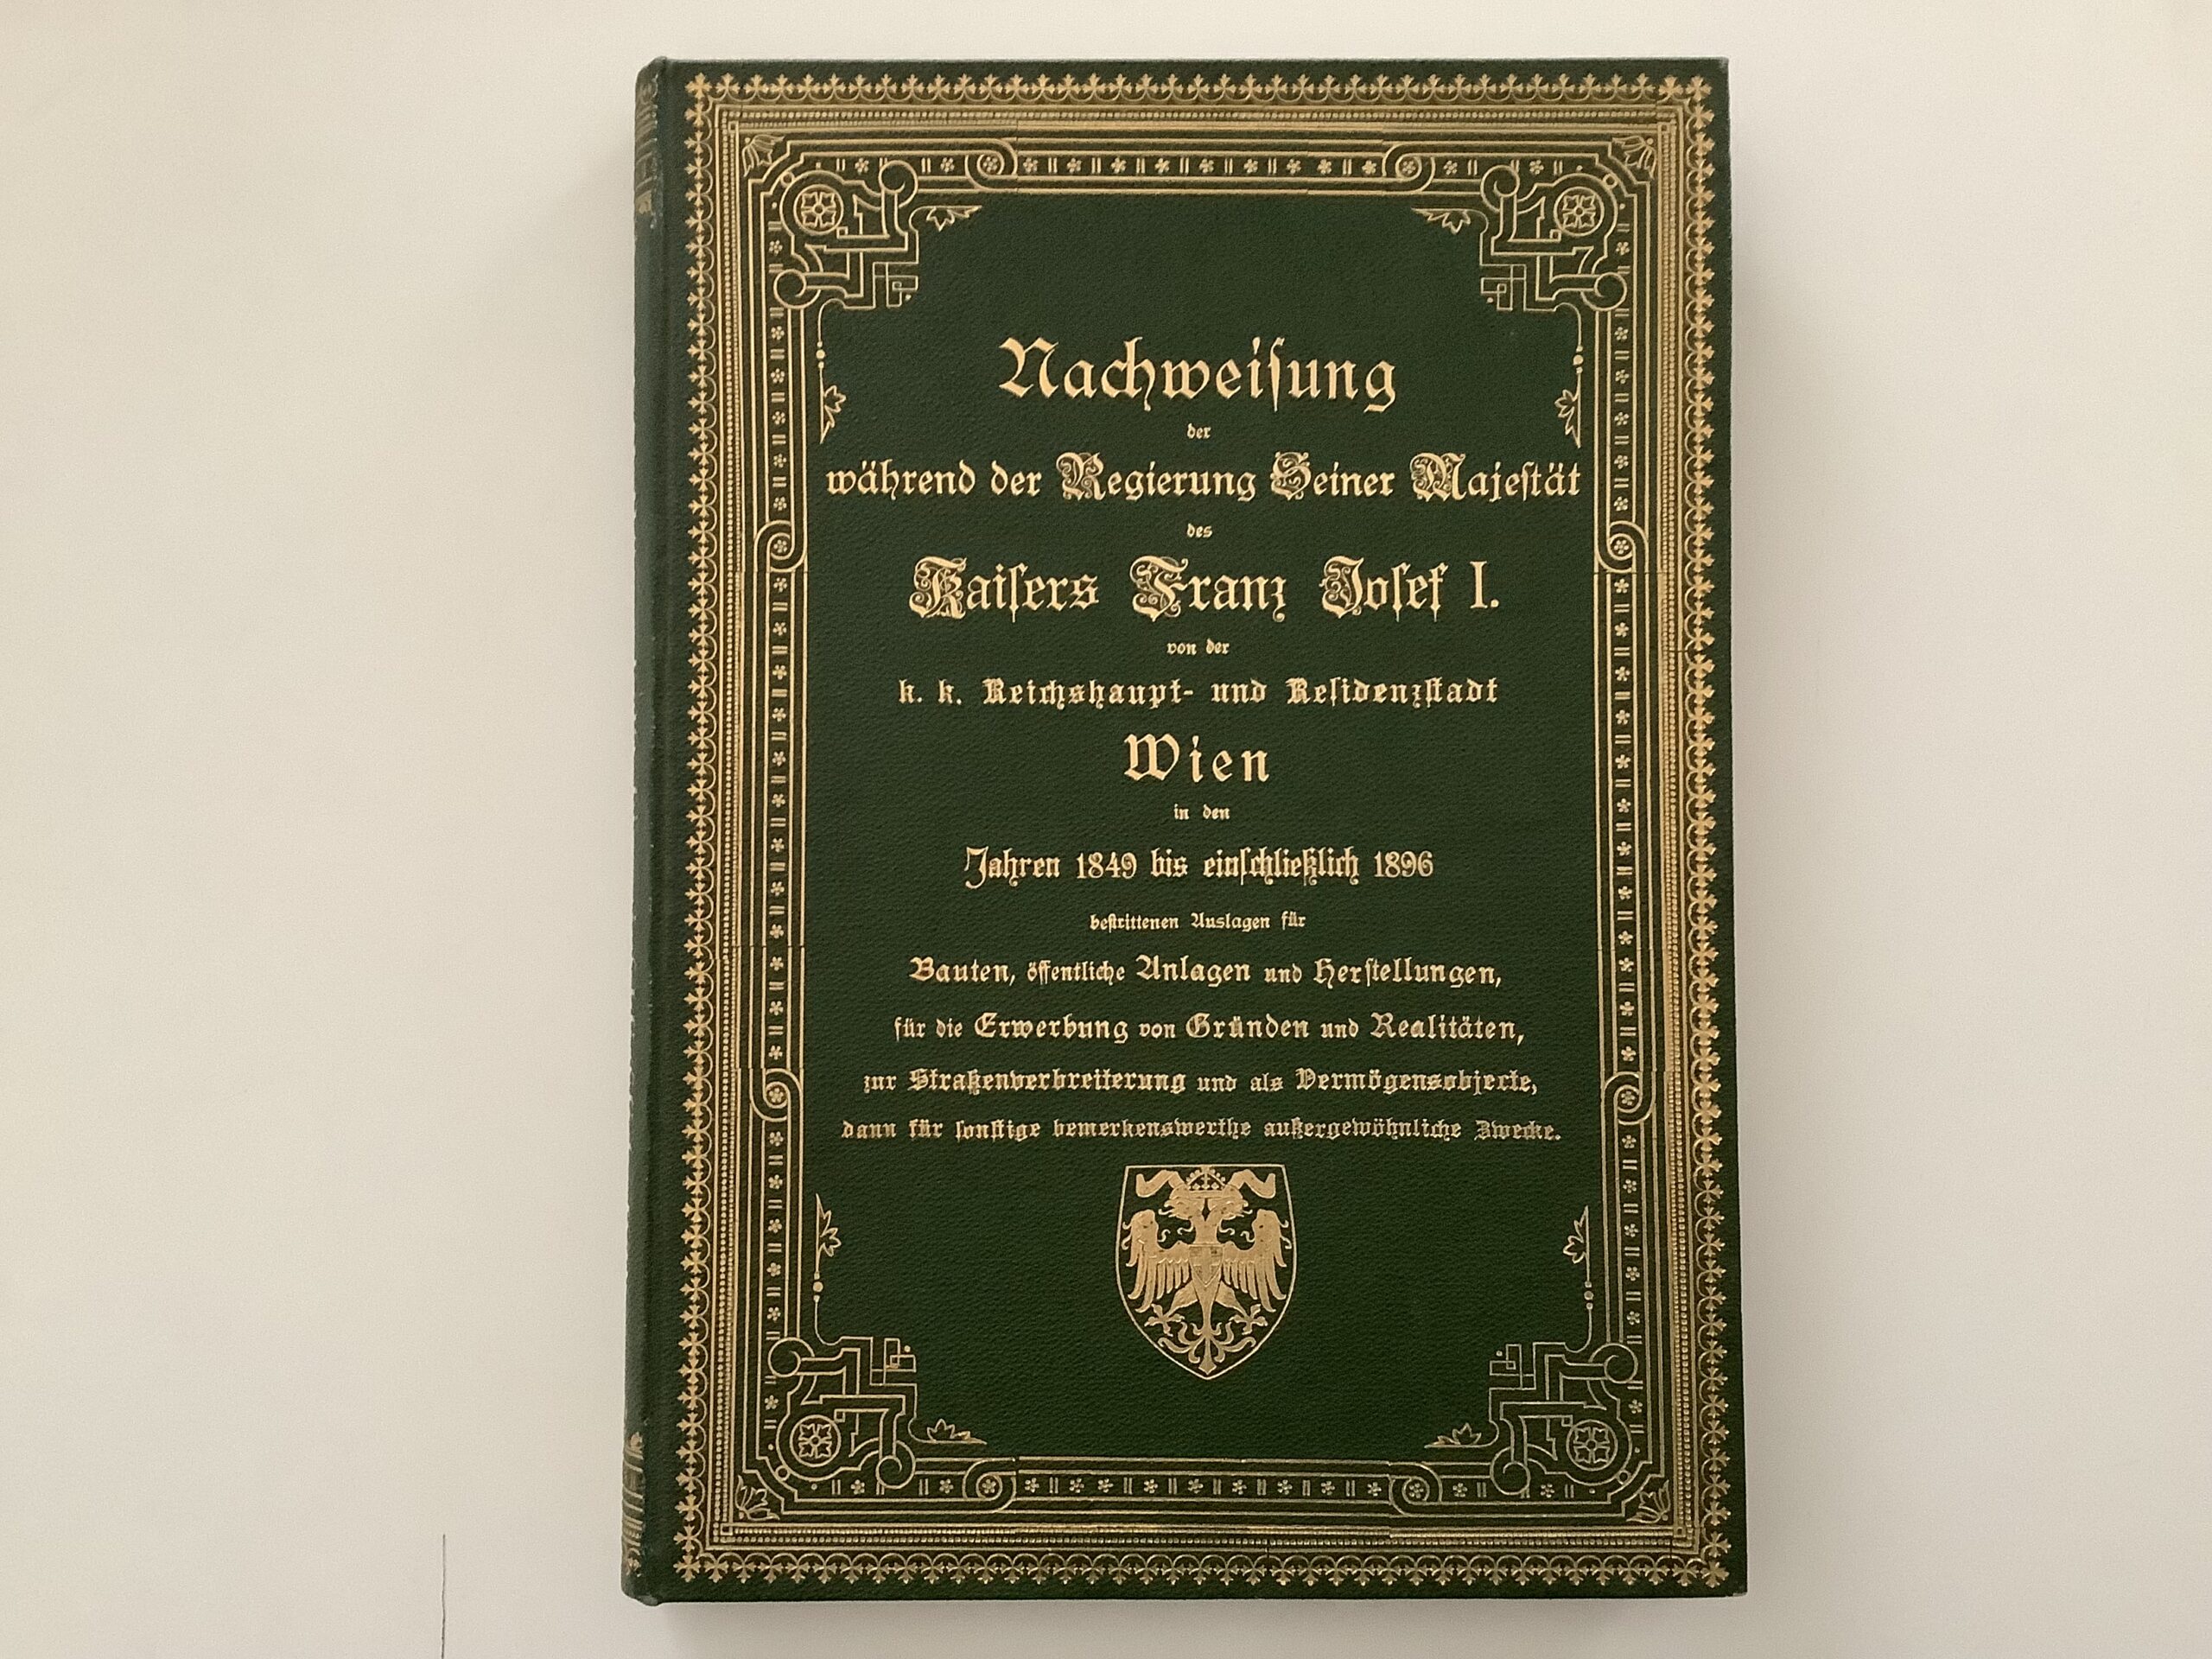 Nachweiſung
der
während der Regierung Seiner Majeſtät
des
Kaiſers Franz Joſef I.
von der
k. k. Reichshaupt- und Reſidenzſtadt
Wien
in den
Jahren 1849 bis einſchließlich 1896
beſtrittenen Auslagen für
Bauten, öffentliche Anlagen und Herſtellungen,
für die Erwerbung von Gründen und Realitäten,
zur Straßenverbreiterung und als Vermögensobjecte,
dann für ſonſtige bemerkenswerthe außergewöhnliche Zwecke.